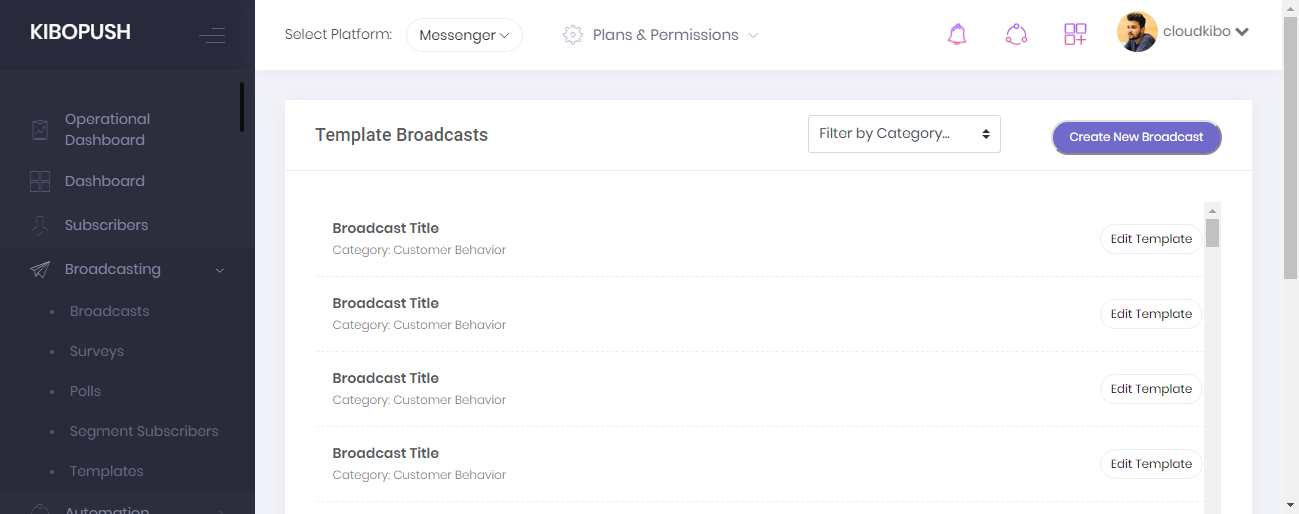 KIBOPUSH
Select Platform: Messenger Plans & Permissions cloudkibo
Operational
Dashboard
Dashboard
Subscribers
Broadcasting
Broadcasts
Surveys
Polls
Segment Subscribers
Templates
Automation
Template Broadcasts Filter by Category... Create New Broadcast
Broadcast Title
Category: Customer Behavior
Edit Template
Broadcast Title
Category: Customer Behavior
Edit Template
Broadcast Title
Category: Customer Behavior
Edit Template
Broadcast Title
Category: Customer Behavior
Edit Template